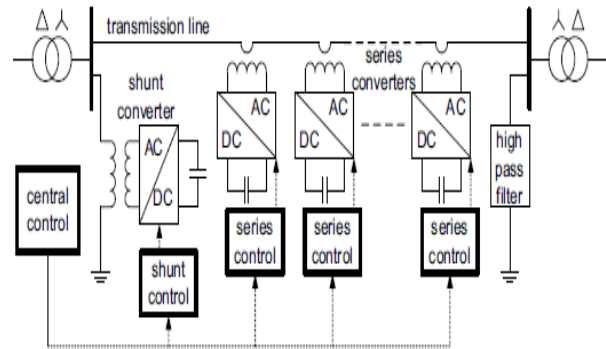 transmission line
shunt
converter
series
converters
AC
DC
AC
DC
AC
DC
AC
DC
high
pass
filter
central
control
shunt
control
series
control
series
control
series
control